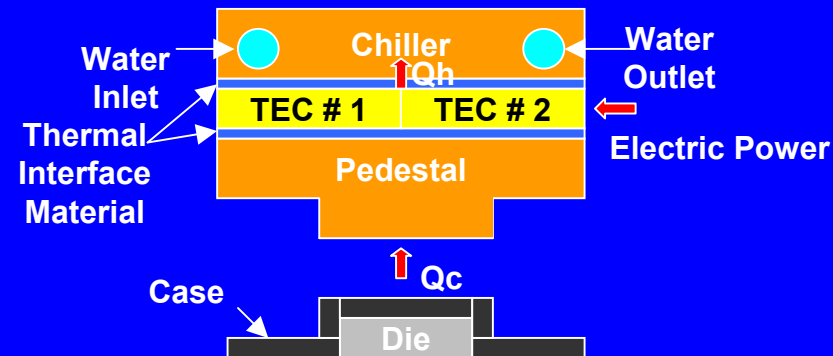 Chiller
Water
Inlet
Water
Outlet
Qh
TEC # 1
TEC # 2
Thermal
Interface
Material
Electric Power
Pedestal
Qc
Case
Die